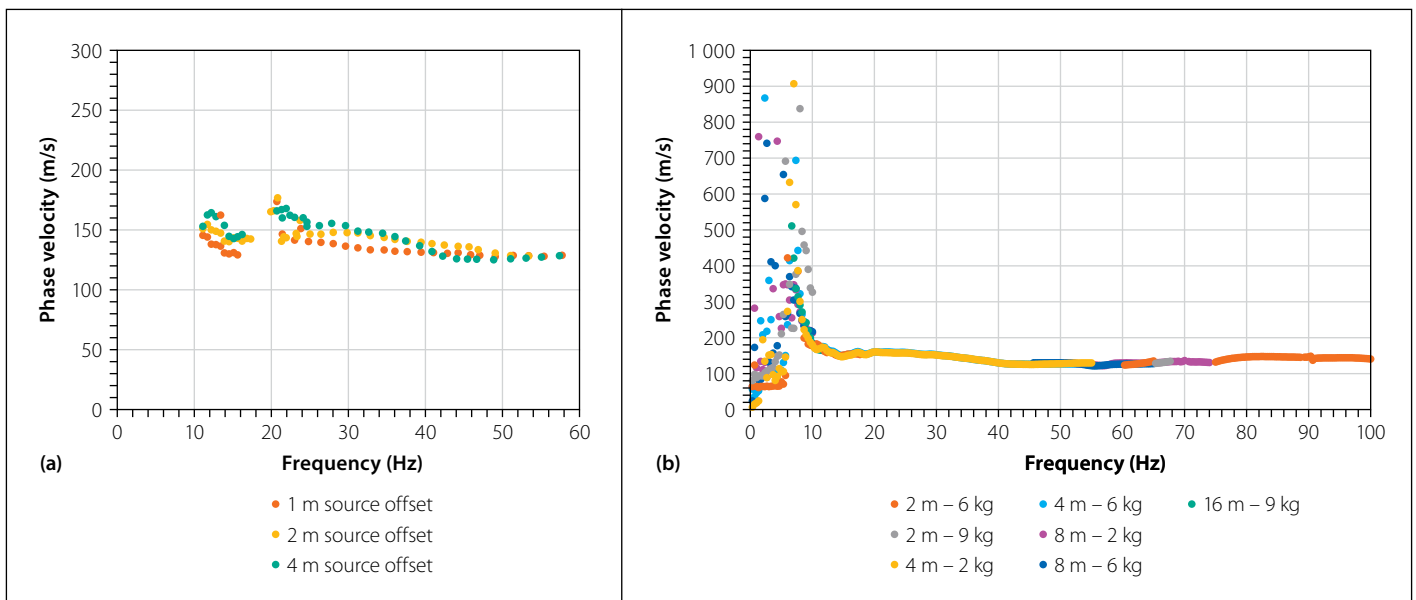 300
250
200
150
100
50
0
Phase velocity (m/s)
0 10 20 30 40 50 60
(a)
Frequency (Hz)
1 m source offset
2 m source offset
4 m source offset
1 000
900
800
700
600
500
400
300
200
100
0
Phase velocity (m/s)
0 10 20 30 40 50 60 70 80 90 100
(b)
Frequency (Hz)
2 m – 6 kg 4 m – 6 kg 16 m – 9 kg
2 m – 9 kg 8 m – 2 kg
4 m – 2 kg 8 m – 6 kg